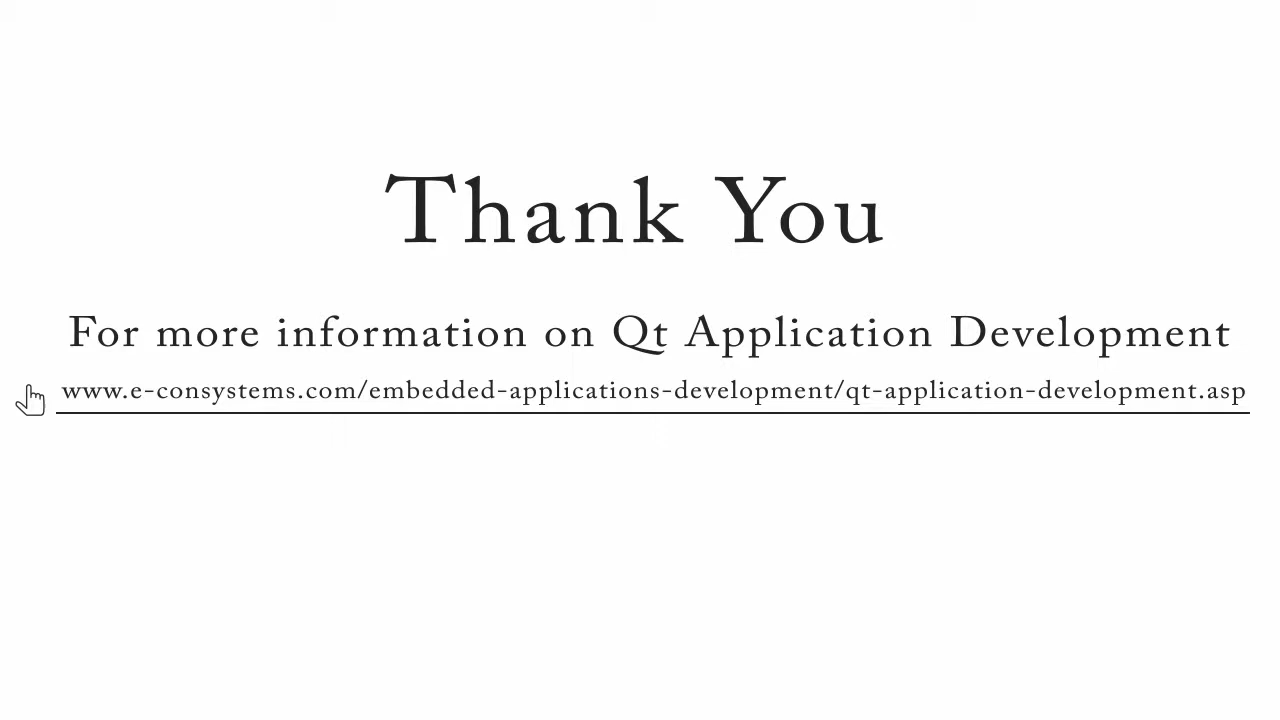 Thank You
For more information on Qt Application Development
www.e-consystems.com/embedded-applications-development/qt-application-development.asp